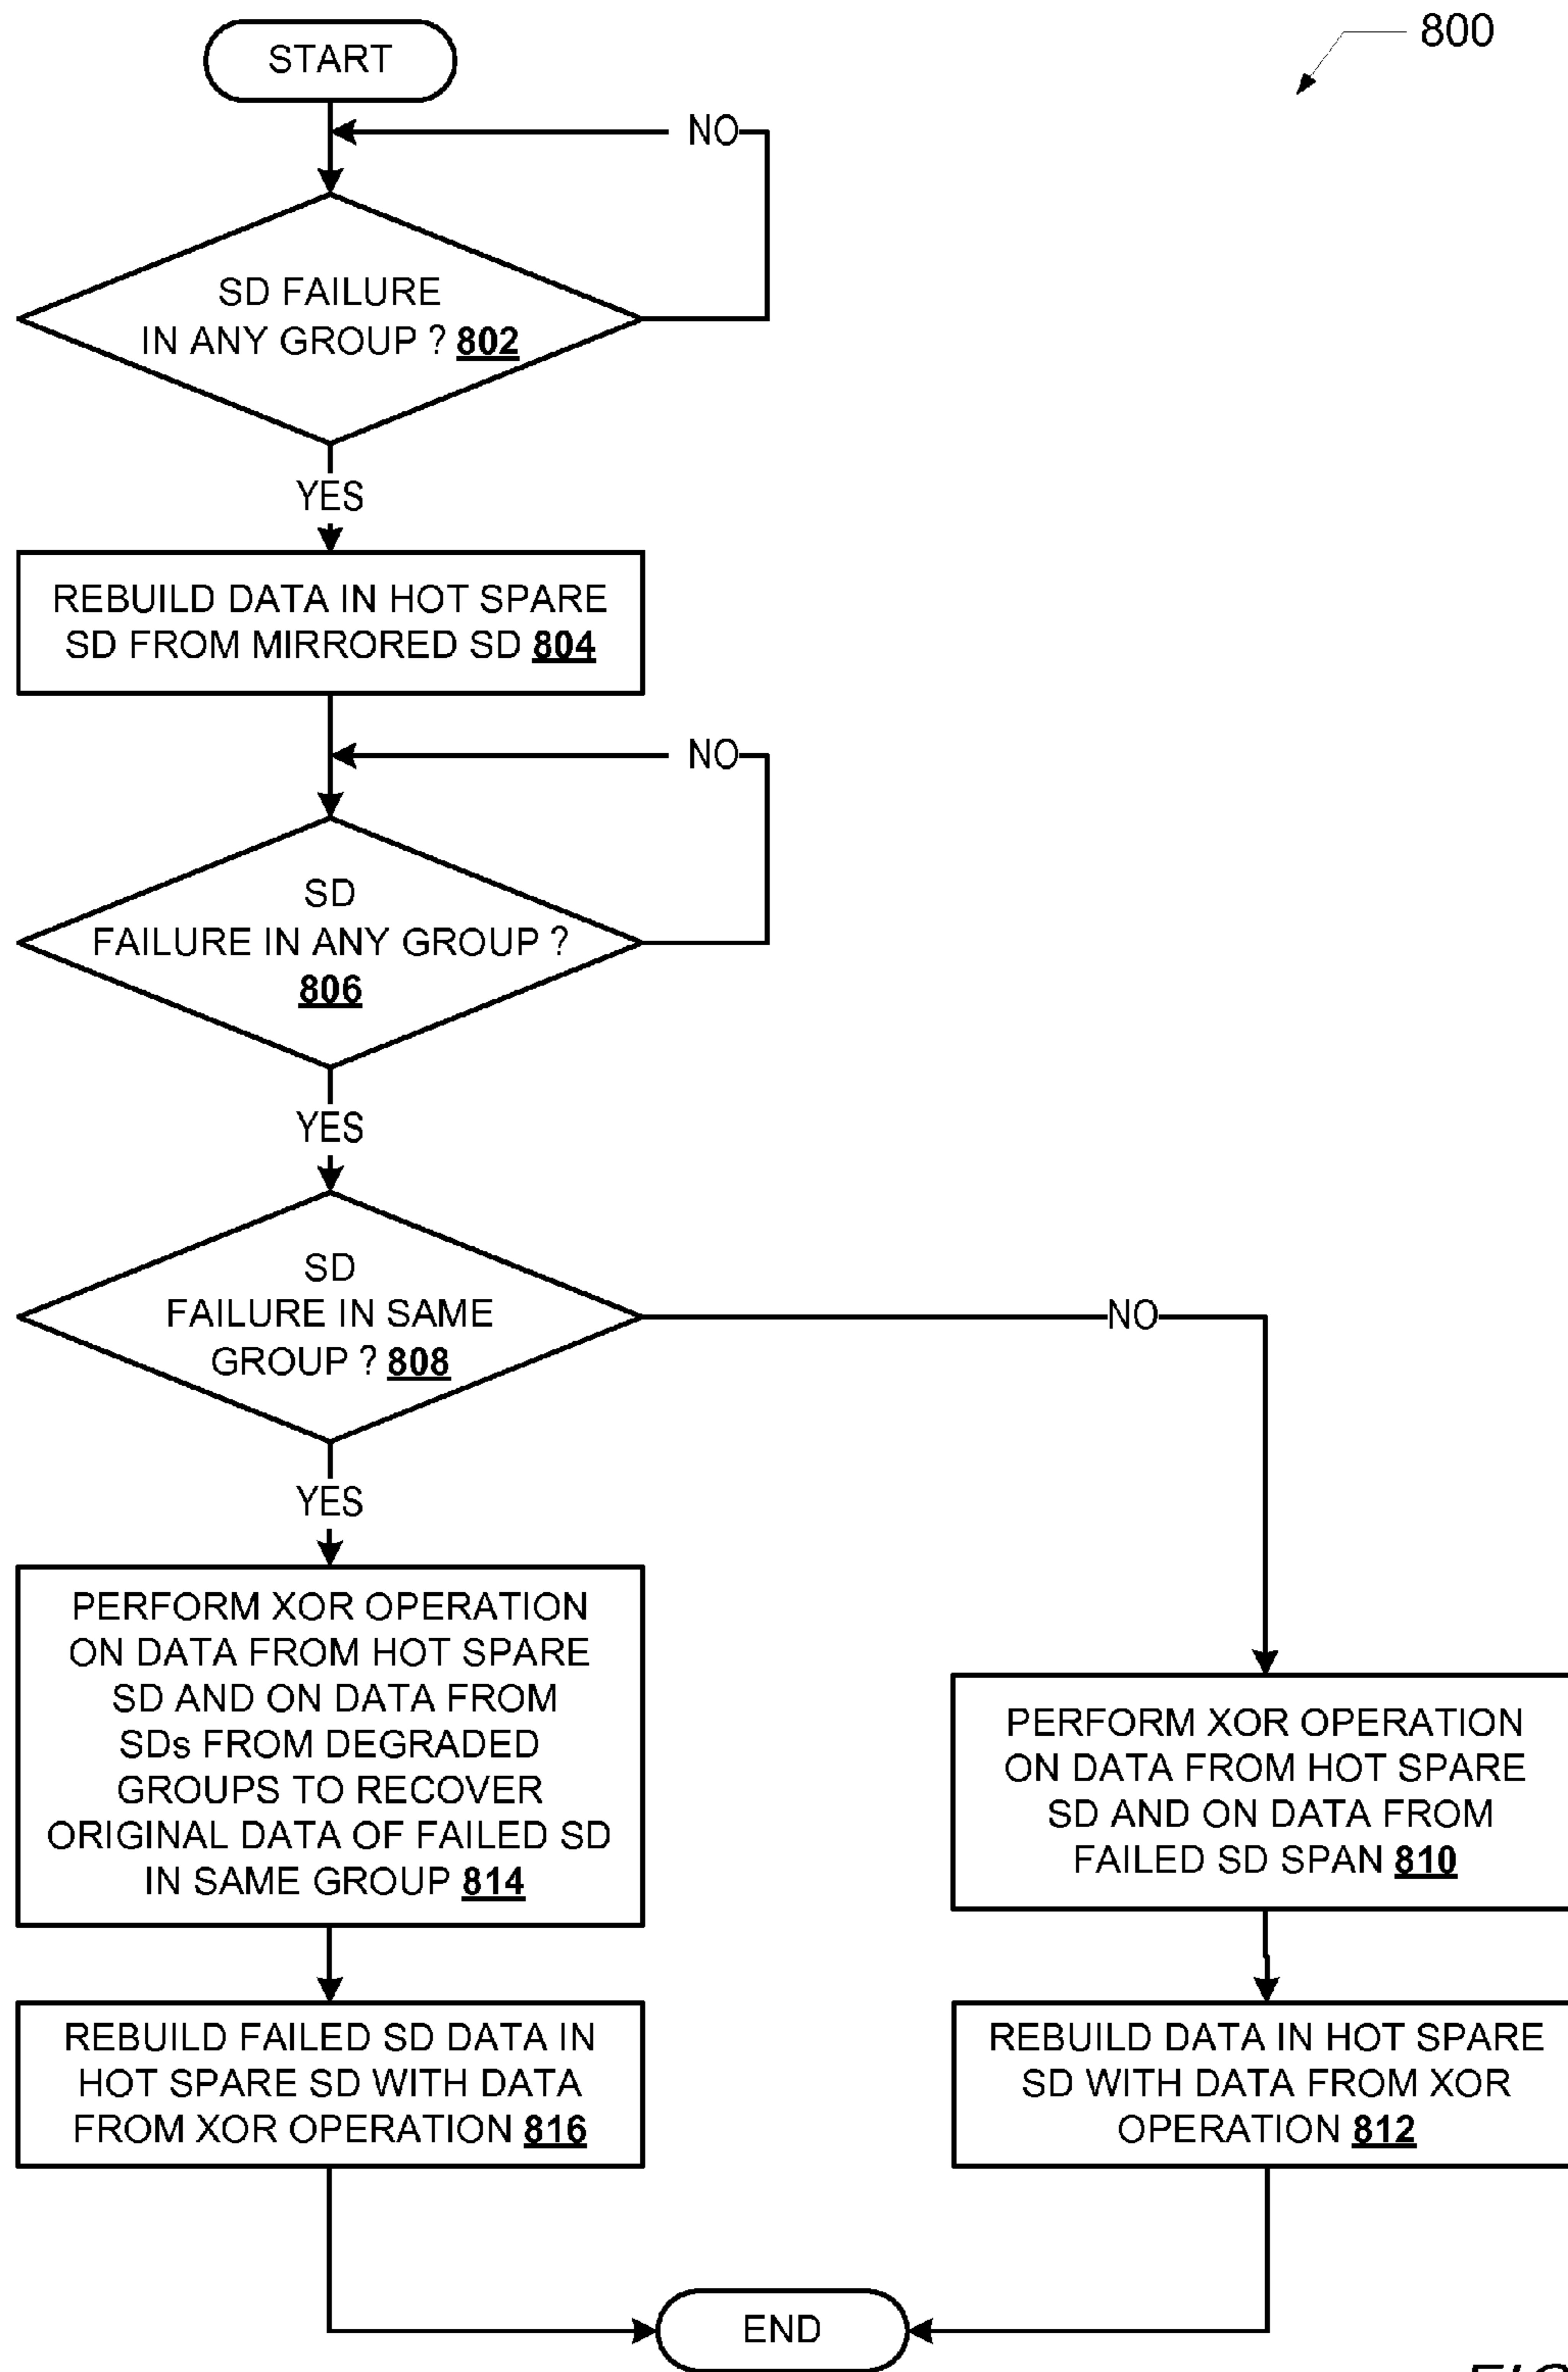 800
START
NO
SD FAILURE
IN ANY GROUP ? 802
YES
REBUILD DATA IN HOT SPARE
SD FROM MIRRORED SD 804
NO
SD
FAILURE IN ANY GROUP ?
806
YES
SD
FAILURE IN SAME
GROUP ? 808
NO
YES
PERFORM XOR OPERATION
ON DATA FROM HOT SPARE
SD AND ON DATA FROM
SDs FROM DEGRADED
GROUPS TO RECOVER
ORIGINAL DATA OF FAILED SD
IN SAME GROUP 814
PERFORM XOR OPERATION
ON DATA FROM HOT SPARE
SD AND ON DATA FROM
FAILED SD SPAN 810
REBUILD FAILED SD DATA IN
HOT SPARE SD WITH DATA
FROM XOR OPERATION 816
REBUILD DATA IN HOT SPARE
SD WITH DATA FROM XOR
OPERATION 812
END